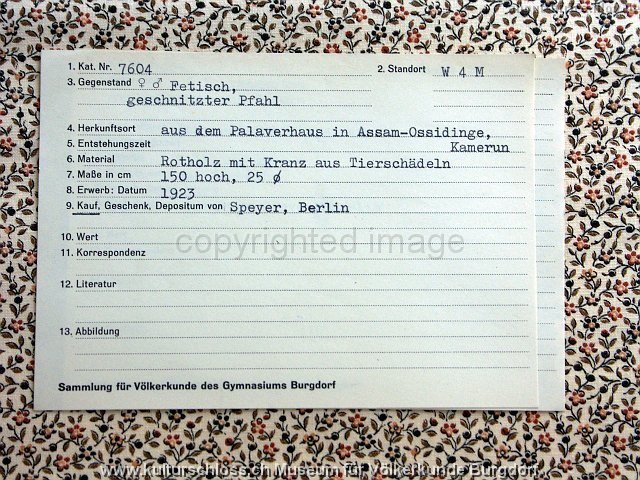 1. Kat. Nr. 7604 2. Standort W 4 M
3. Gegenstand ♀ ♂ Fetisch,
geschnitzter Pfahl
4. Herkunftsort aus dem Palaverhaus in Assam-Ossidinge,
5. Entstehungszeit Kamerun
6. Material Rotholz mit Kranz aus Tierschädeln
7. Maße in cm 150 hoch, 25 ø
8. Erwerb: Datum 1923
9. Kauf, Geschenk, Depositum von Speyer, Berlin
10. Wert
copyrighted image
11. Korrespondenz
12. Literatur
13. Abbildung
Sammlung für Völkerkunde des Gymnasiums Burgdorf
www.kulturschloss.ch Museum für Völkerkunde Burgdorf